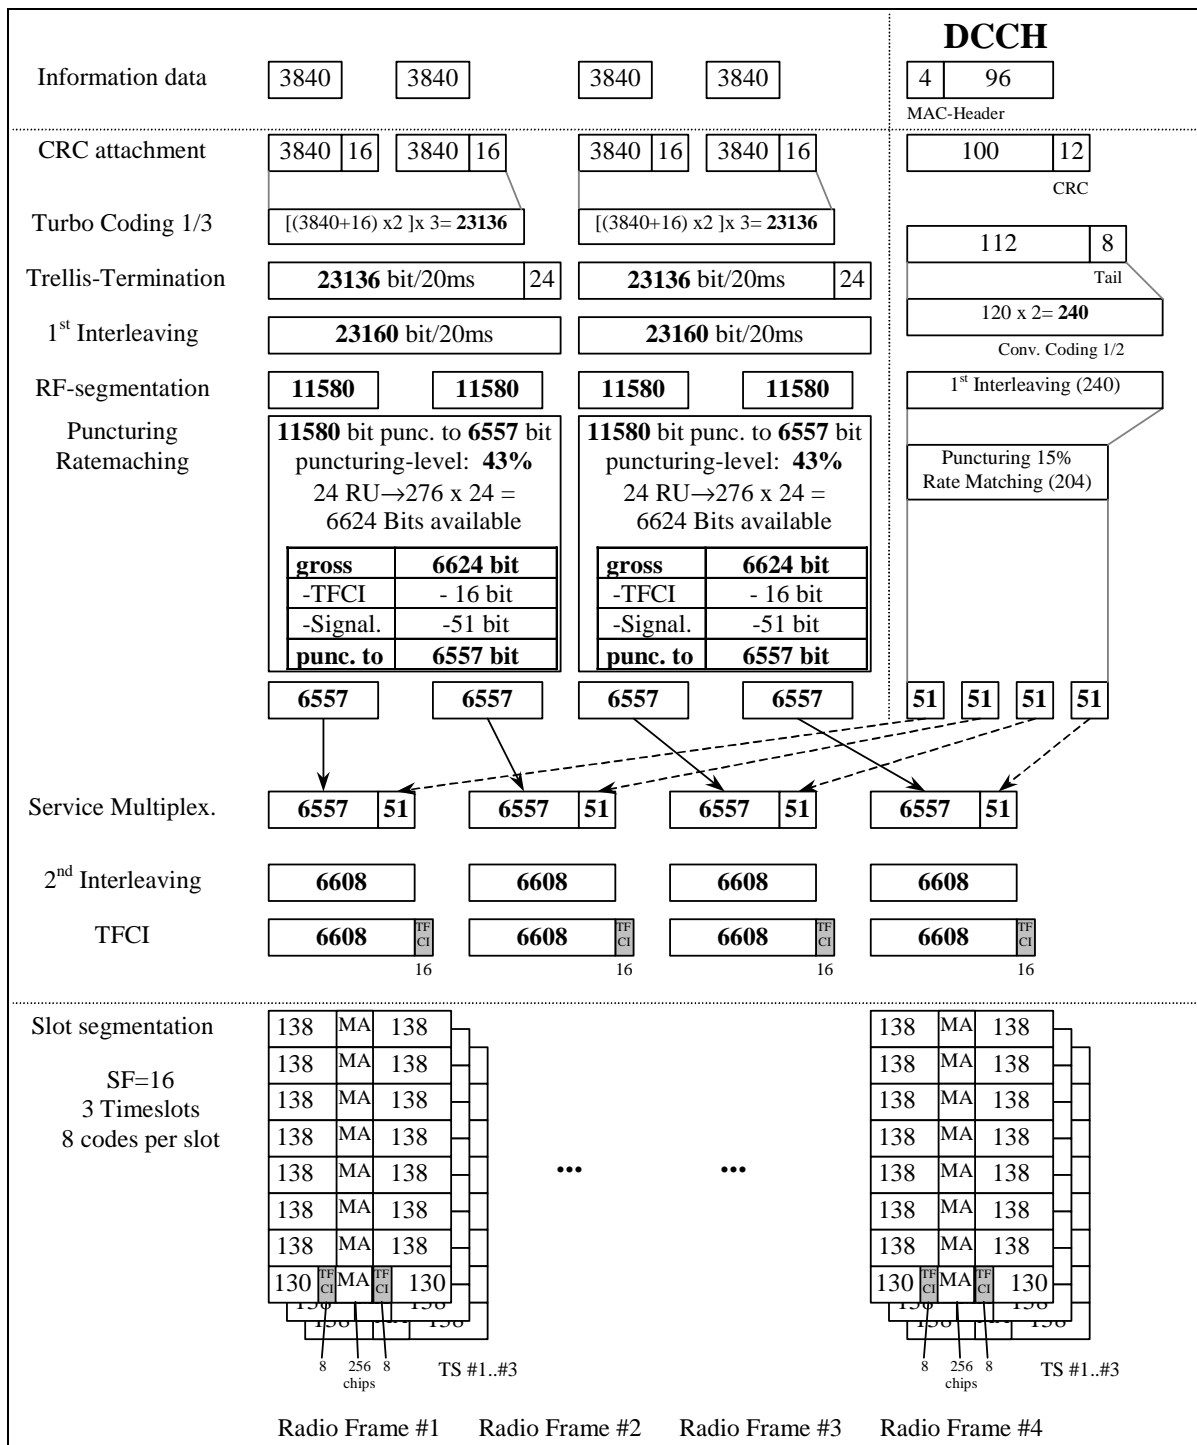 DCCH
Information data 3840 3840 3840 3840 4 96
MAC-Header
CRC attachment 3840 16 3840 16 3840 16 3840 16 100 12
CRC
Turbo Coding 1/3 [(3840+16) x2 ]x 3= 23136 [(3840+16) x2 ]x 3= 23136
112 8
Tail
Trellis-Termination 23136 bit/20ms 24 23136 bit/20ms 24
120 x 2= 240
Conv. Coding 1/2
1st Interleaving 23160 bit/20ms 23160 bit/20ms
RF-segmentation 11580 11580 11580 11580 1st Interleaving (240)
Puncturing
Ratemaching
11580 bit punc. to 6557 bit
puncturing-level: 43%
24 RU→276 x 24 =
6624 Bits available
gross 6624 bit
-TFCI - 16 bit
-Signal. -51 bit
punc. to 6557 bit
11580 bit punc. to 6557 bit
puncturing-level: 43%
24 RU→276 x 24 =
6624 Bits available
gross 6624 bit
-TFCI - 16 bit
-Signal. -51 bit
punc. to 6557 bit
Puncturing 15%
Rate Matching (204)
6557 6557 6557 6557 51 51 51 51
Service Multiplex. 6557 51 6557 51 6557 51 6557 51
2nd Interleaving 6608 6608 6608 6608
TFCI 6608 TF CI 6608 TF CI 6608 TF CI 6608 TF CI
16 16 16 16
Slot segmentation
SF=16
3 Timeslots
8 codes per slot
138 MA 138 138 MA 138
138 MA 138 138 MA 138
138 MA 138 138 MA 138
138 MA 138 138 MA 138
138 MA 138 ... ... 138 MA 138
138 MA 138 138 MA 138
138 MA 138 138 MA 138
130 TF CI MA TF CI 130 130 TF CI MA TF CI 130
8 256 chips 8 TS #1..#3 8 256 chips 8 TS #1..#3
Radio Frame #1 Radio Frame #2 Radio Frame #3 Radio Frame #4